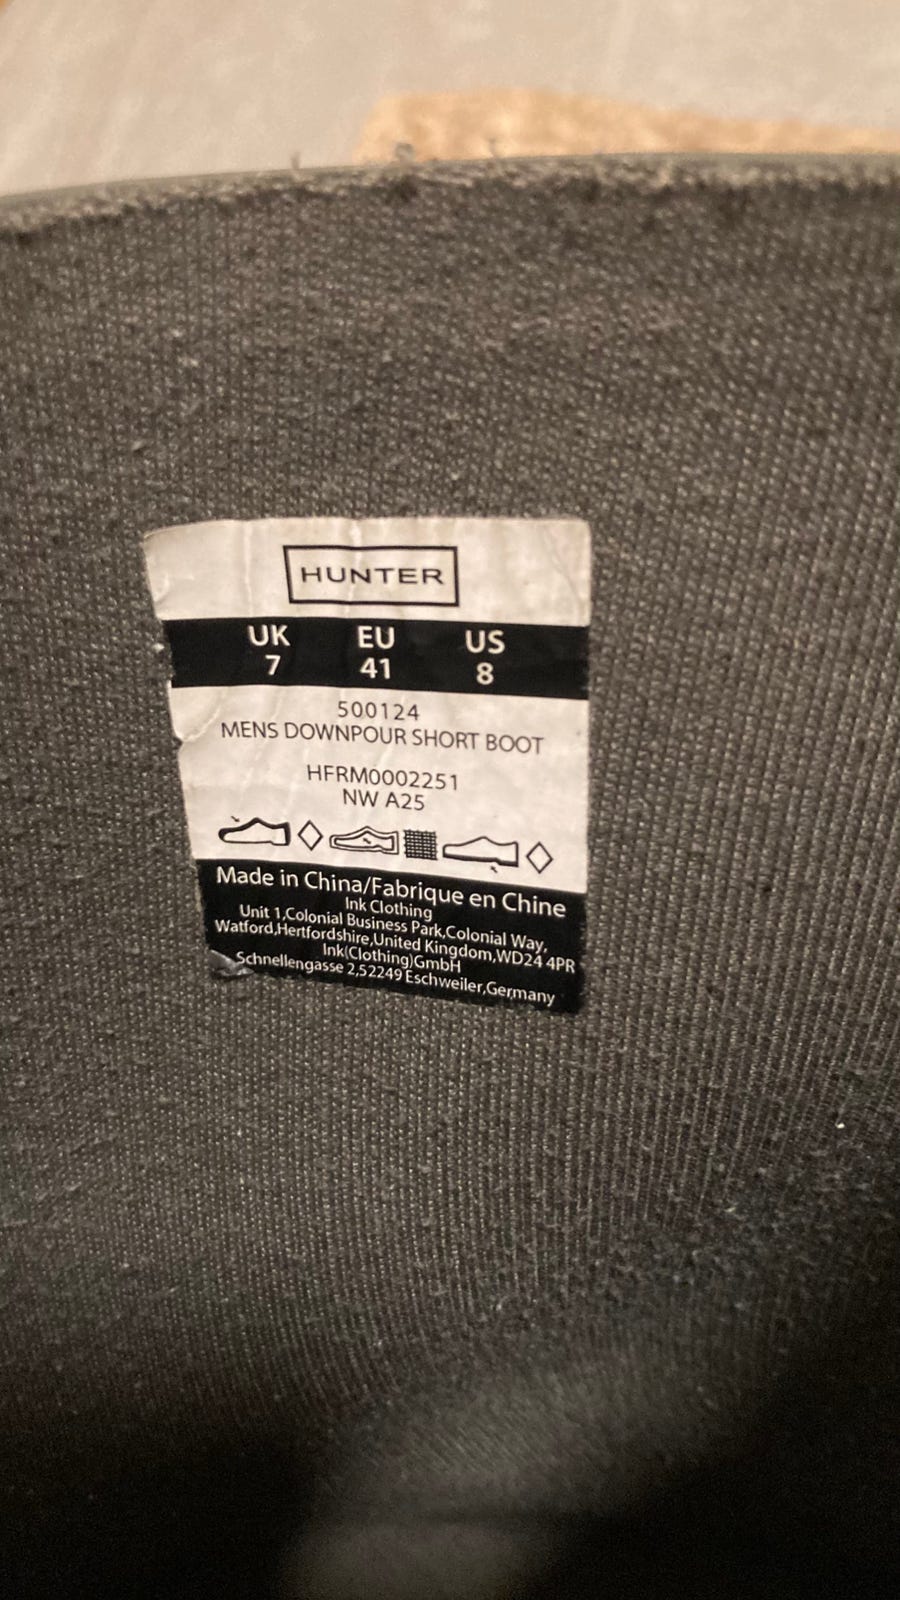 HUNTER
UK EU US
7 41 8
500124
MENS DOWNPOUR SHORT BOOT
HFRM0002251
NW A25
Made in China/Fabrique en Chine
Ink Clothing
Unit 1,Colonial Business Park,Colonial Way,
Watford,Hertfordshire,United Kingdom,WD24 4PR
Ink(Clothing)GmbH
Schnellengasse 2,52249 Eschweiler,Germany